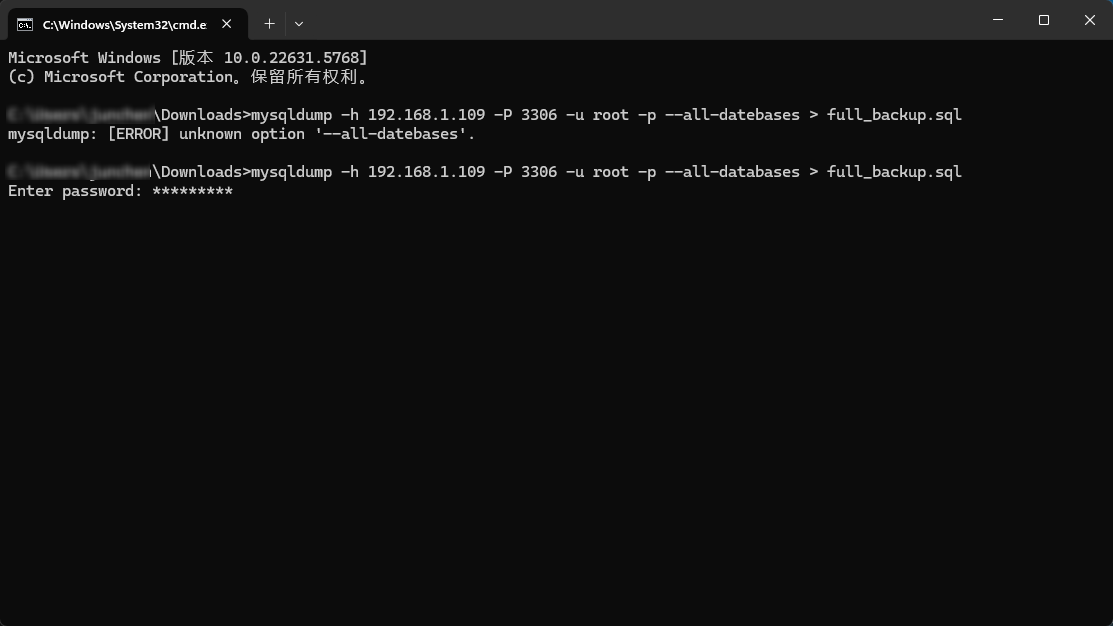 C:\Windows\System32\cmd.e
Microsoft Windows [版本 10.0.22631.5768]
(c) Microsoft Corporation。保留所有权利。
\Downloads>mysqldump -h 192.168.1.109 -P 3306 -u root -p --all-datebases > full_backup.sql
mysqldump: [ERROR] unknown option '--all-datebases'.
\Downloads>mysqldump -h 192.168.1.109 -P 3306 -u root -p --all-databases > full_backup.sql
Enter password: *********